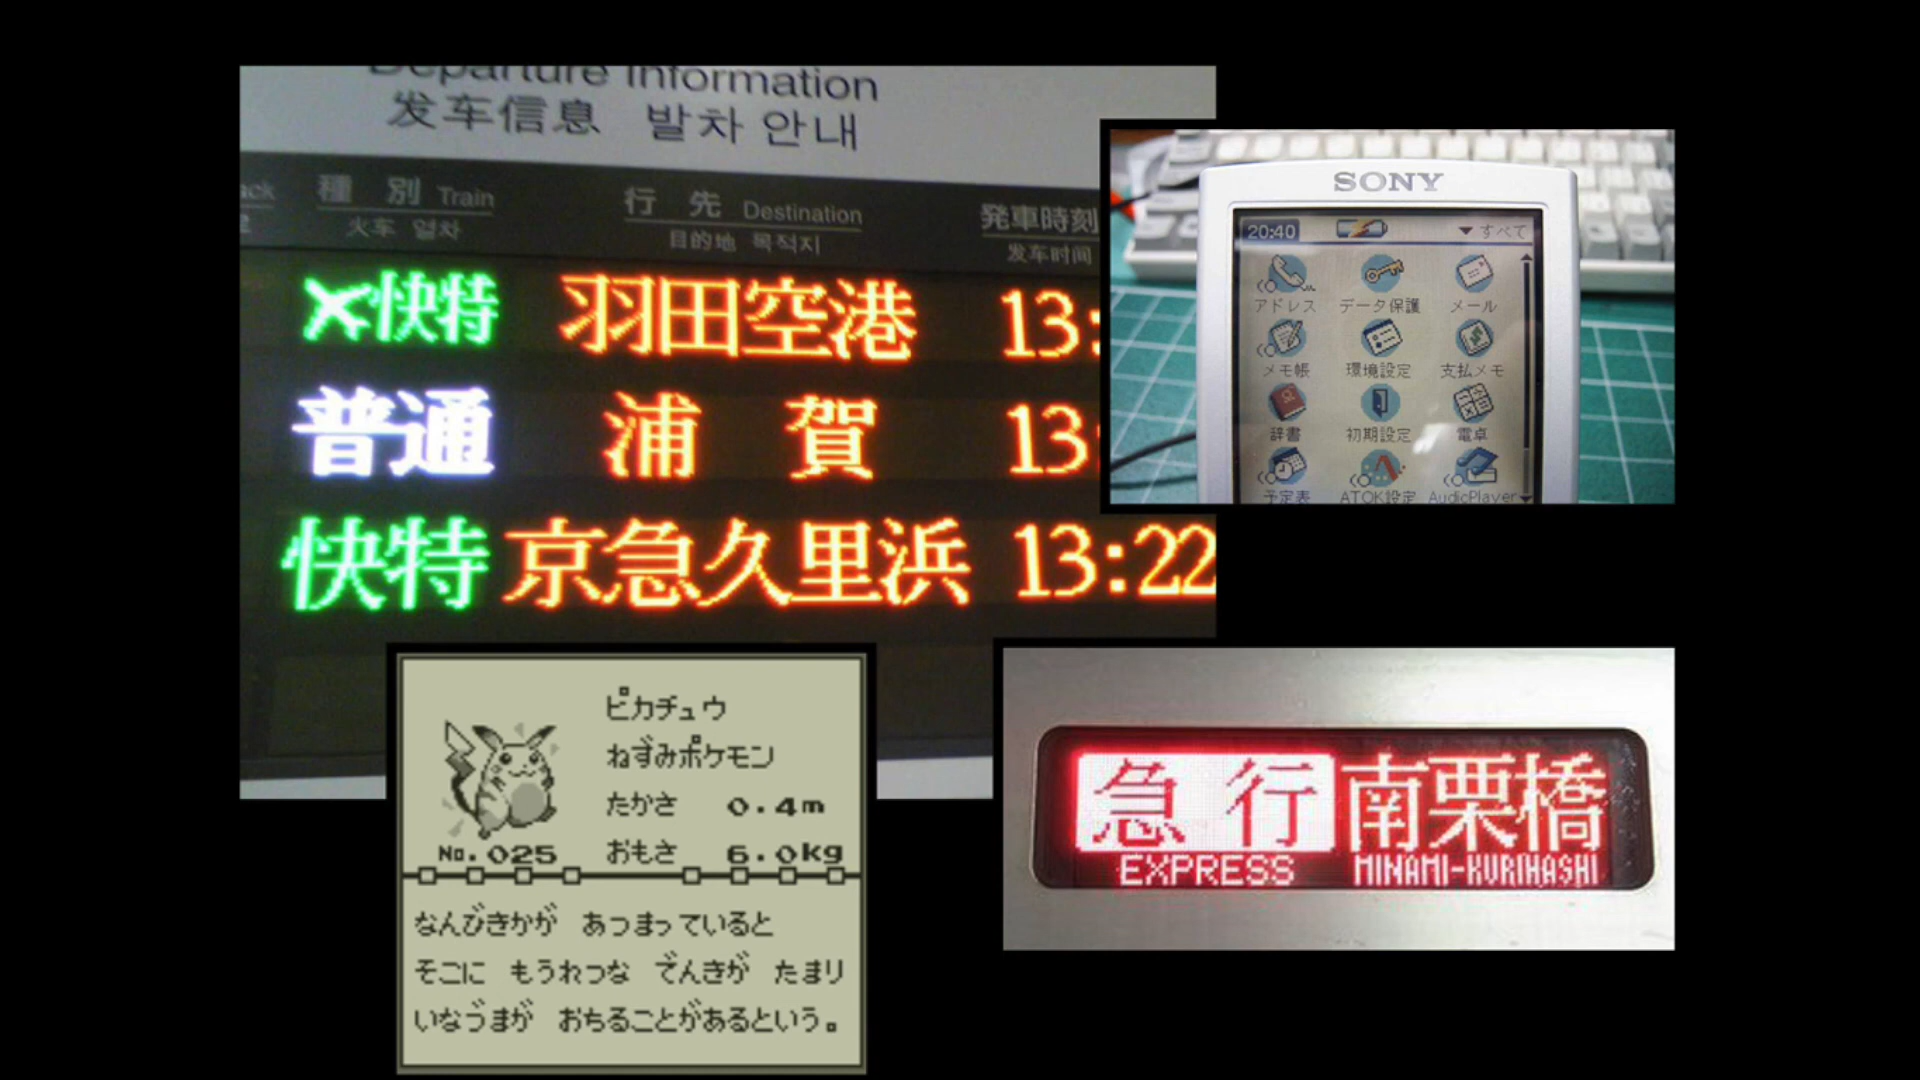 Departure Information
发车信息 발차 안내
種別 Train 行先 Destination 発車時刻
火车 열차 目的地 목적지 发车时间
快特 羽田空港 13:
普通 浦賀 13:
快特 京急久里浜 13:22
SONY
20:40 すべて
アドレス データ保護 メール
メモ帳 環境設定 支払メモ
辞書 初期設定 電卓
予定表 ATOK設定 AudioPlayer
ピカチュウ
ねずみポケモン
たかさ 0.4m
No.025 おもさ 6.0kg
なんびきかが あつまっていると
そこに もうれつな でんきが たまり
いなづまが おちることがあるという。
急行 南栗橋
EXPRESS MINAMI-KURIHASHI